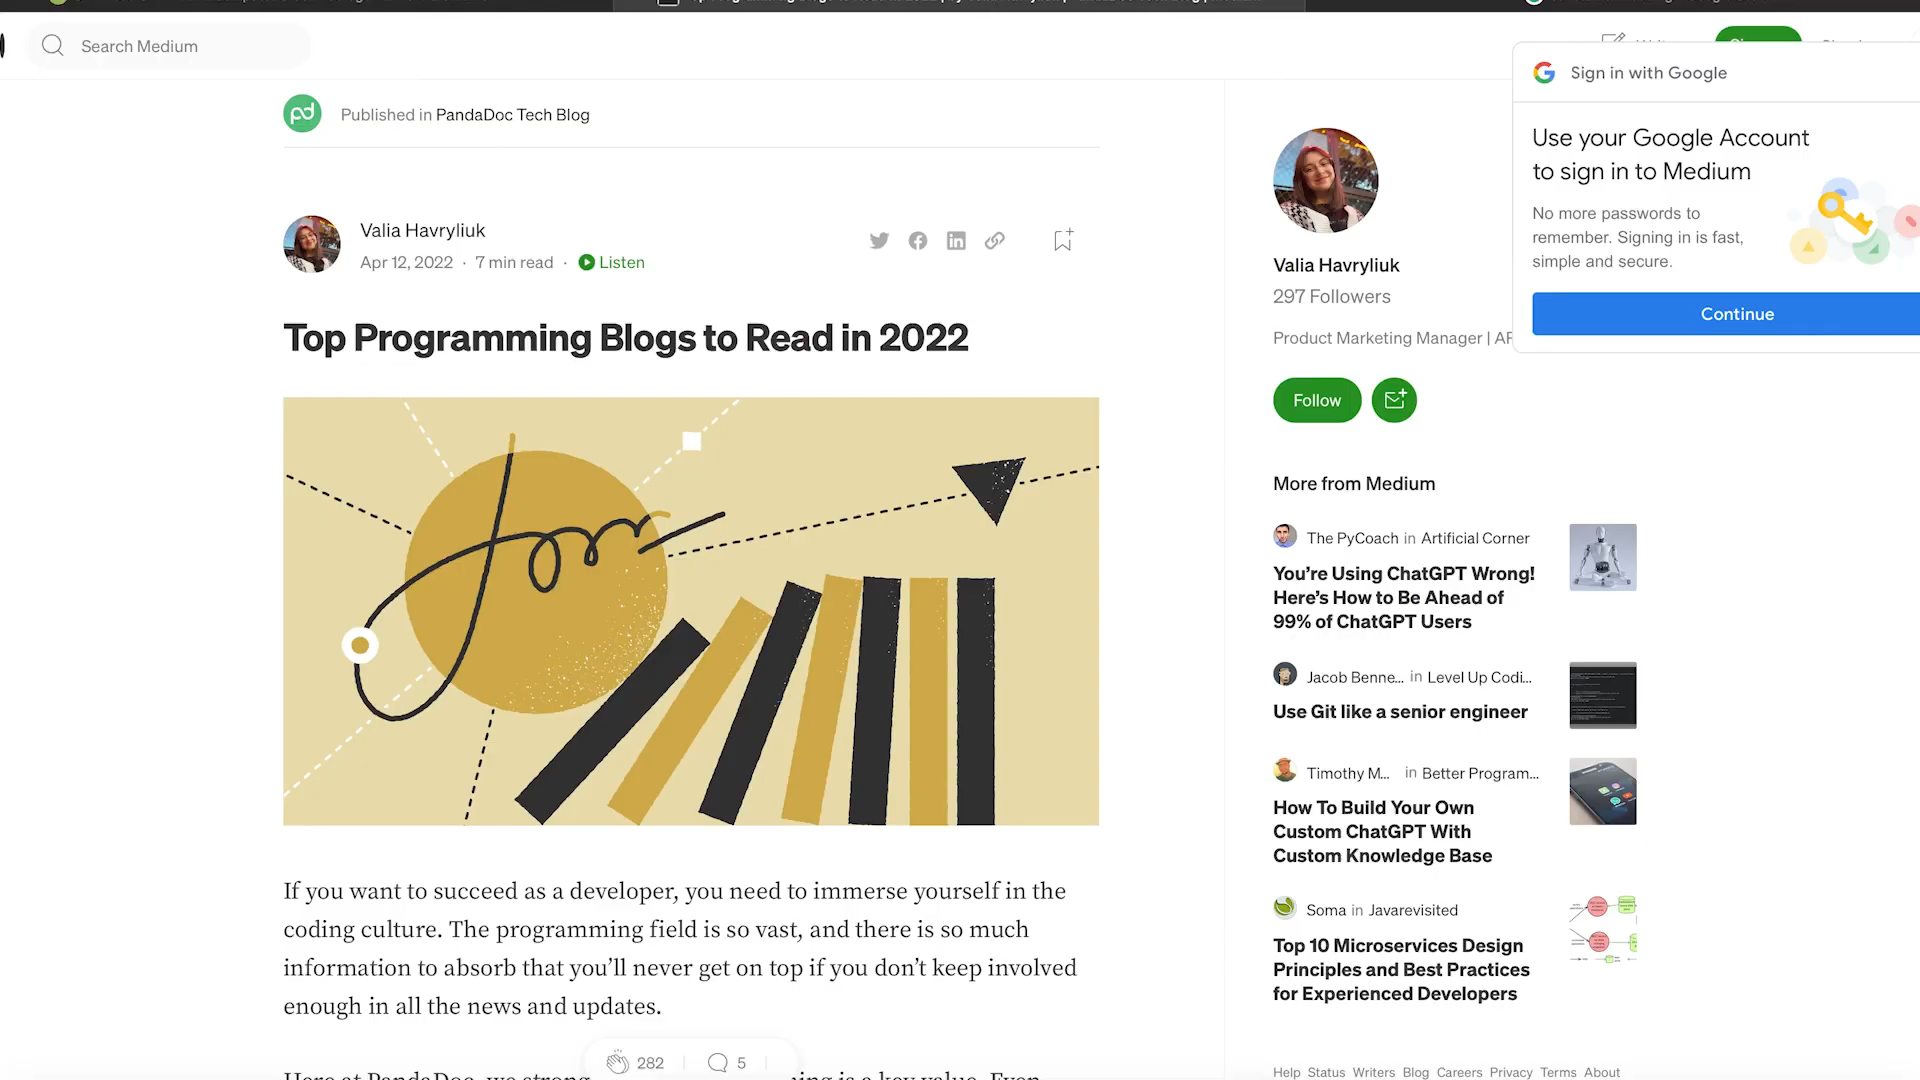 Search Medium
Sign in with Google
Use your Google Account
to sign in to Medium
No more passwords to
remember. Signing in is fast,
simple and secure.
Continue
Published in PandaDoc Tech Blog
Valia Havryliuk
Apr 12, 2022 · 7 min read · Listen
Top Programming Blogs to Read in 2022
If you want to succeed as a developer, you need to immerse yourself in the
coding culture. The programming field is so vast, and there is so much
information to absorb that you’ll never get on top if you don’t keep involved
enough in all the news and updates.
282
5
Valia Havryliuk
297 Followers
Product Marketing Manager |
Follow
More from Medium
The PyCoach in Artificial Corner
You’re Using ChatGPT Wrong!
Here’s How to Be Ahead of
99% of ChatGPT Users
Jacob Benne... in Level Up Codi...
Use Git like a senior engineer
Timothy M... in Better Program...
How To Build Your Own
Custom ChatGPT With
Custom Knowledge Base
Soma in Javarevisited
Top 10 Microservices Design
Principles and Best Practices
for Experienced Developers
Help Status Writers Blog Careers Privacy Terms About